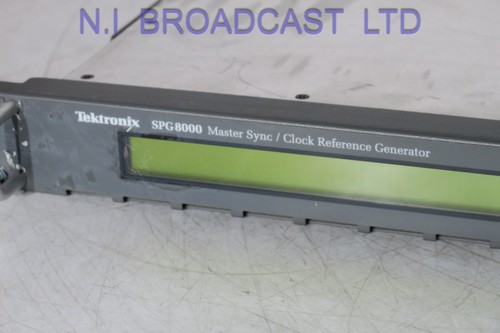 N.I BROADCAST LTD
Tektronix SPG8000 Master Sync / Clock Reference Generator